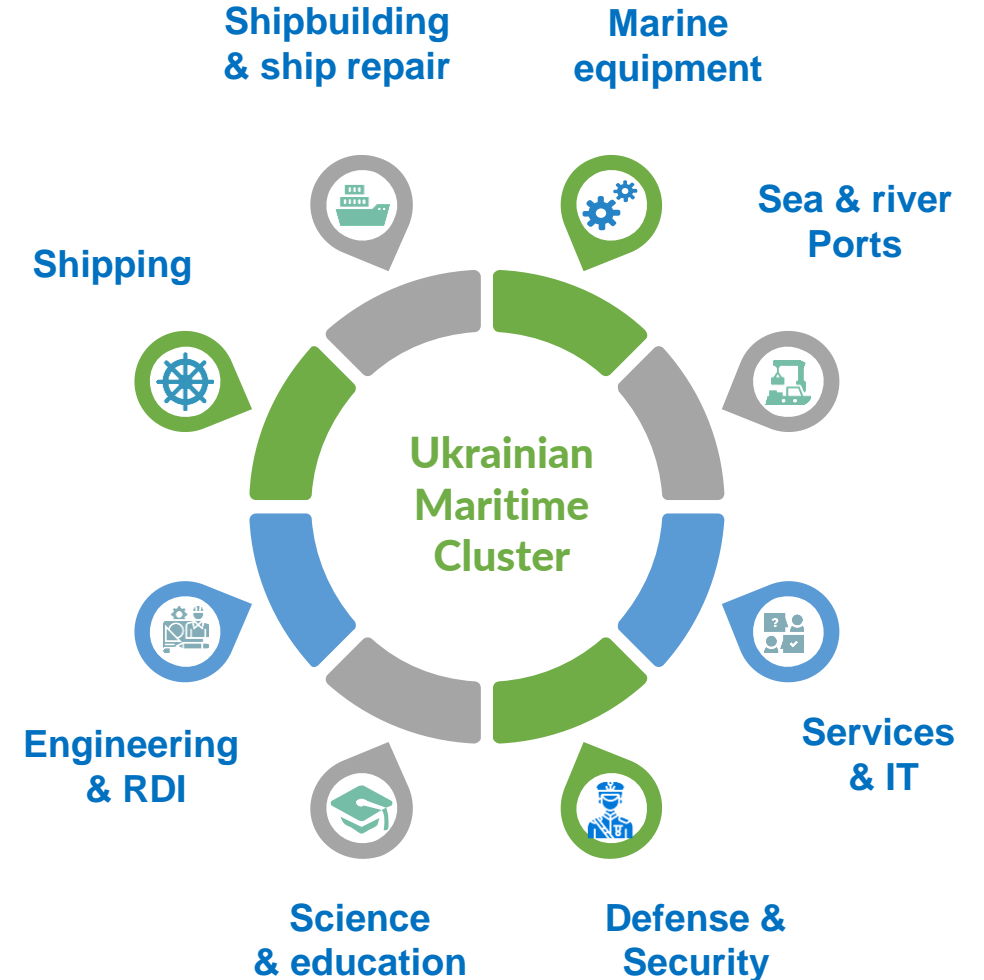 Shipbuilding
& ship repair
Marine
equipment
Sea & river
Ports
Shipping
Ukrainian
Maritime
Cluster
Engineering
& RDI
Services
& IT
Science
& education
Defense &
Security